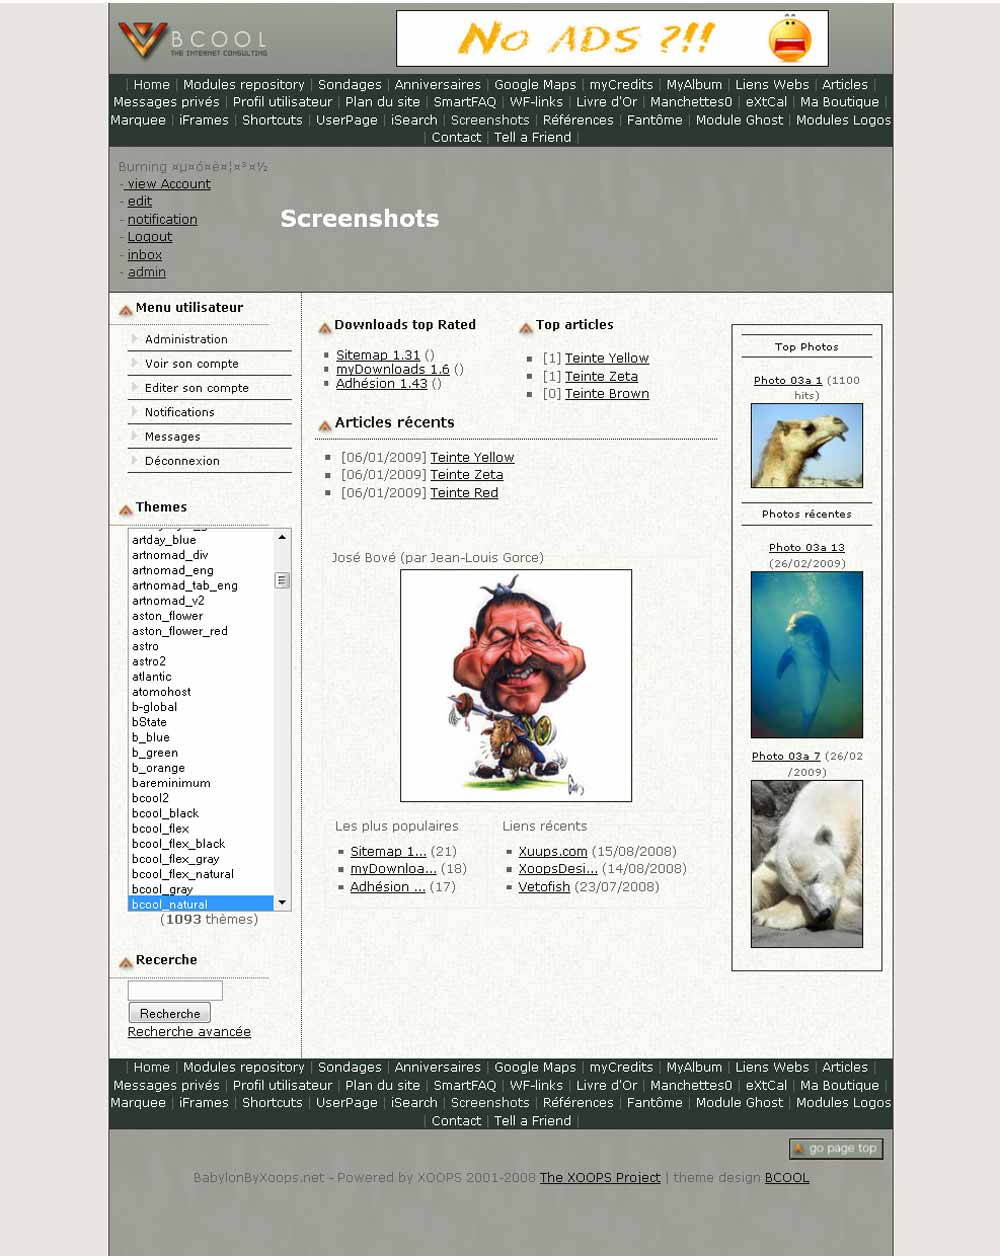 BCOOL
THE INTERNET CONSULTING
No ADS ?!!
| Home | Modules repository | Sondages | Anniversaires | Google Maps | myCredits | MyAlbum | Liens Webs | Articles |
Messages privés | Profil utilisateur | Plan du site | SmartFAQ | WF-links | Livre d'Or | Manchettes0 | eXtCal | Ma Boutique |
Marquee | iFrames | Shortcuts | UserPage | iSearch | Screenshots | Références | Fantôme | Module Ghost | Modules Logos
| Contact | Tell a Friend |
Burning ¤µ¤ó¤è¤¦¤³¤½
- view Account
- edit
- notification
- Logout
- inbox
- admin
Screenshots
Menu utilisateur
Administration
Voir son compte
Editer son compte
Notifications
Messages
Déconnexion
Themes
artday_blue
artnomad_div
artnomad_eng
artnomad_tab_eng
artnomad_v2
aston_flower
aston_flower_red
astro
astro2
atlantic
atomohost
b-global
bState
b_blue
b_green
b_orange
bareminimum
bcool2
bcool_black
bcool_flex
bcool_flex_black
bcool_flex_gray
bcool_flex_natural
bcool_gray
bcool_natural
(1093 thèmes)
Recerche
Recherche
Recherche avancée
Downloads top Rated
Sitemap 1.31 ()
myDownloads 1.6 ()
Adhésion 1.43 ()
Top articles
[1] Teinte Yellow
[1] Teinte Zeta
[0] Teinte Brown
Articles récents
[06/01/2009] Teinte Yellow
[06/01/2009] Teinte Zeta
[06/01/2009] Teinte Red
José Bové (par Jean-Louis Gorce)
Les plus populaires
Sitemap 1... (21)
myDownloa... (18)
Adhésion ... (17)
Liens récents
Xuups.com (15/08/2008)
XoopsDesi... (14/08/2008)
Vetofish (23/07/2008)
Top Photos
Photo 03a 1 (1100
hits)
Photos récentes
Photo 03a 13
(26/02/2009)
Photo 03a 7 (26/02
/2009)
| Home | Modules repository | Sondages | Anniversaires | Google Maps | myCredits | MyAlbum | Liens Webs | Articles |
Messages privés | Profil utilisateur | Plan du site | SmartFAQ | WF-links | Livre d'Or | Manchettes0 | eXtCal | Ma Boutique |
Marquee | iFrames | Shortcuts | UserPage | iSearch | Screenshots | Références | Fantôme | Module Ghost | Modules Logos
| Contact | Tell a Friend |
go page top
BabylonByXoops.net - Powered by XOOPS 2001-2008 The XOOPS Project | theme design BCOOL